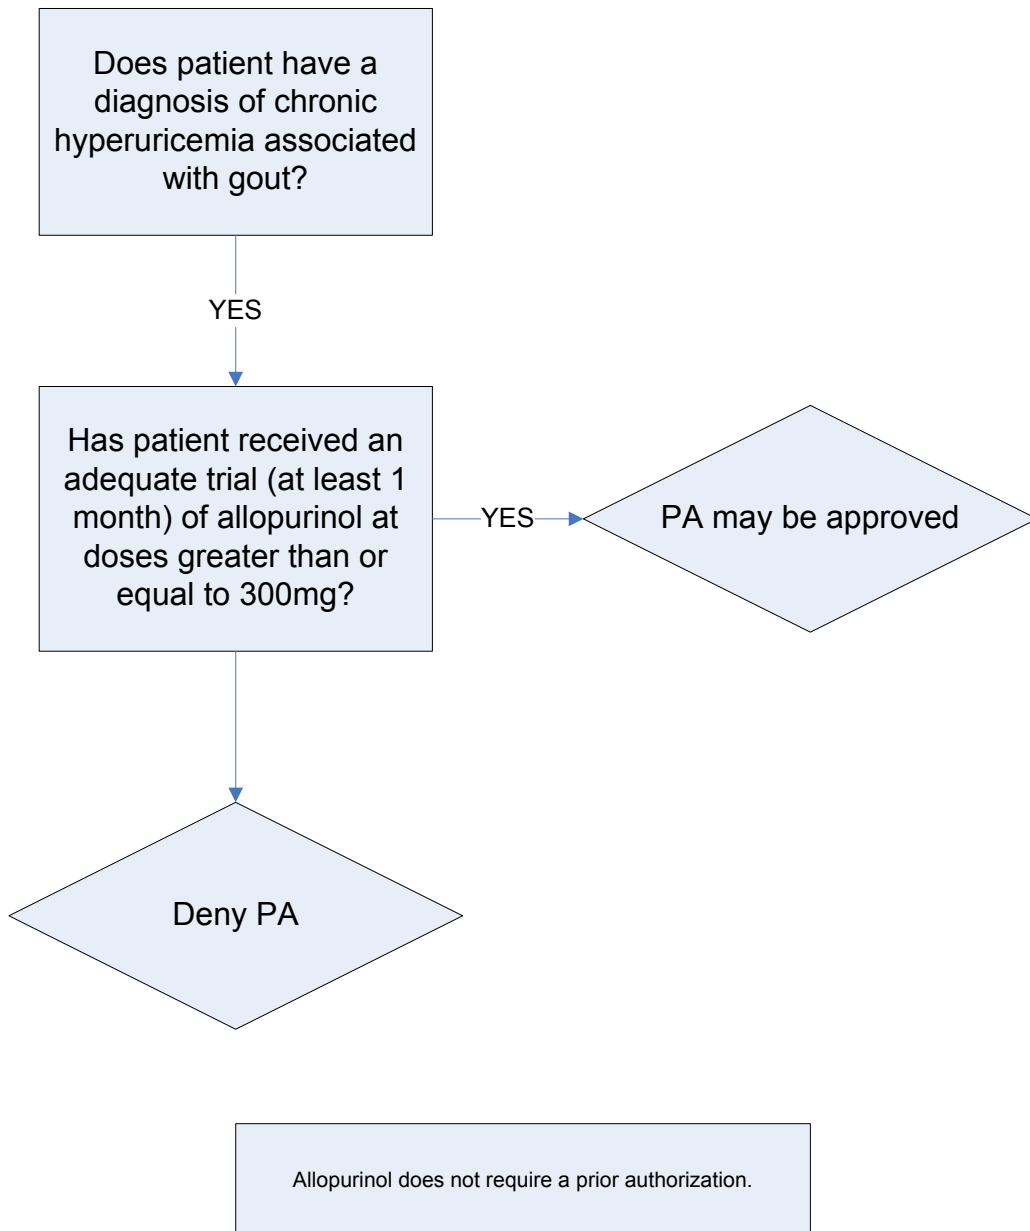 Does patient have a
diagnosis of chronic
hyperuricemia associated
with gout?
YES
Has patient received an
adequate trial (at least 1
month) of allopurinol at
doses greater than or
equal to 300mg?
YES
PA may be approved
Deny PA
Allopurinol does not require a prior authorization.